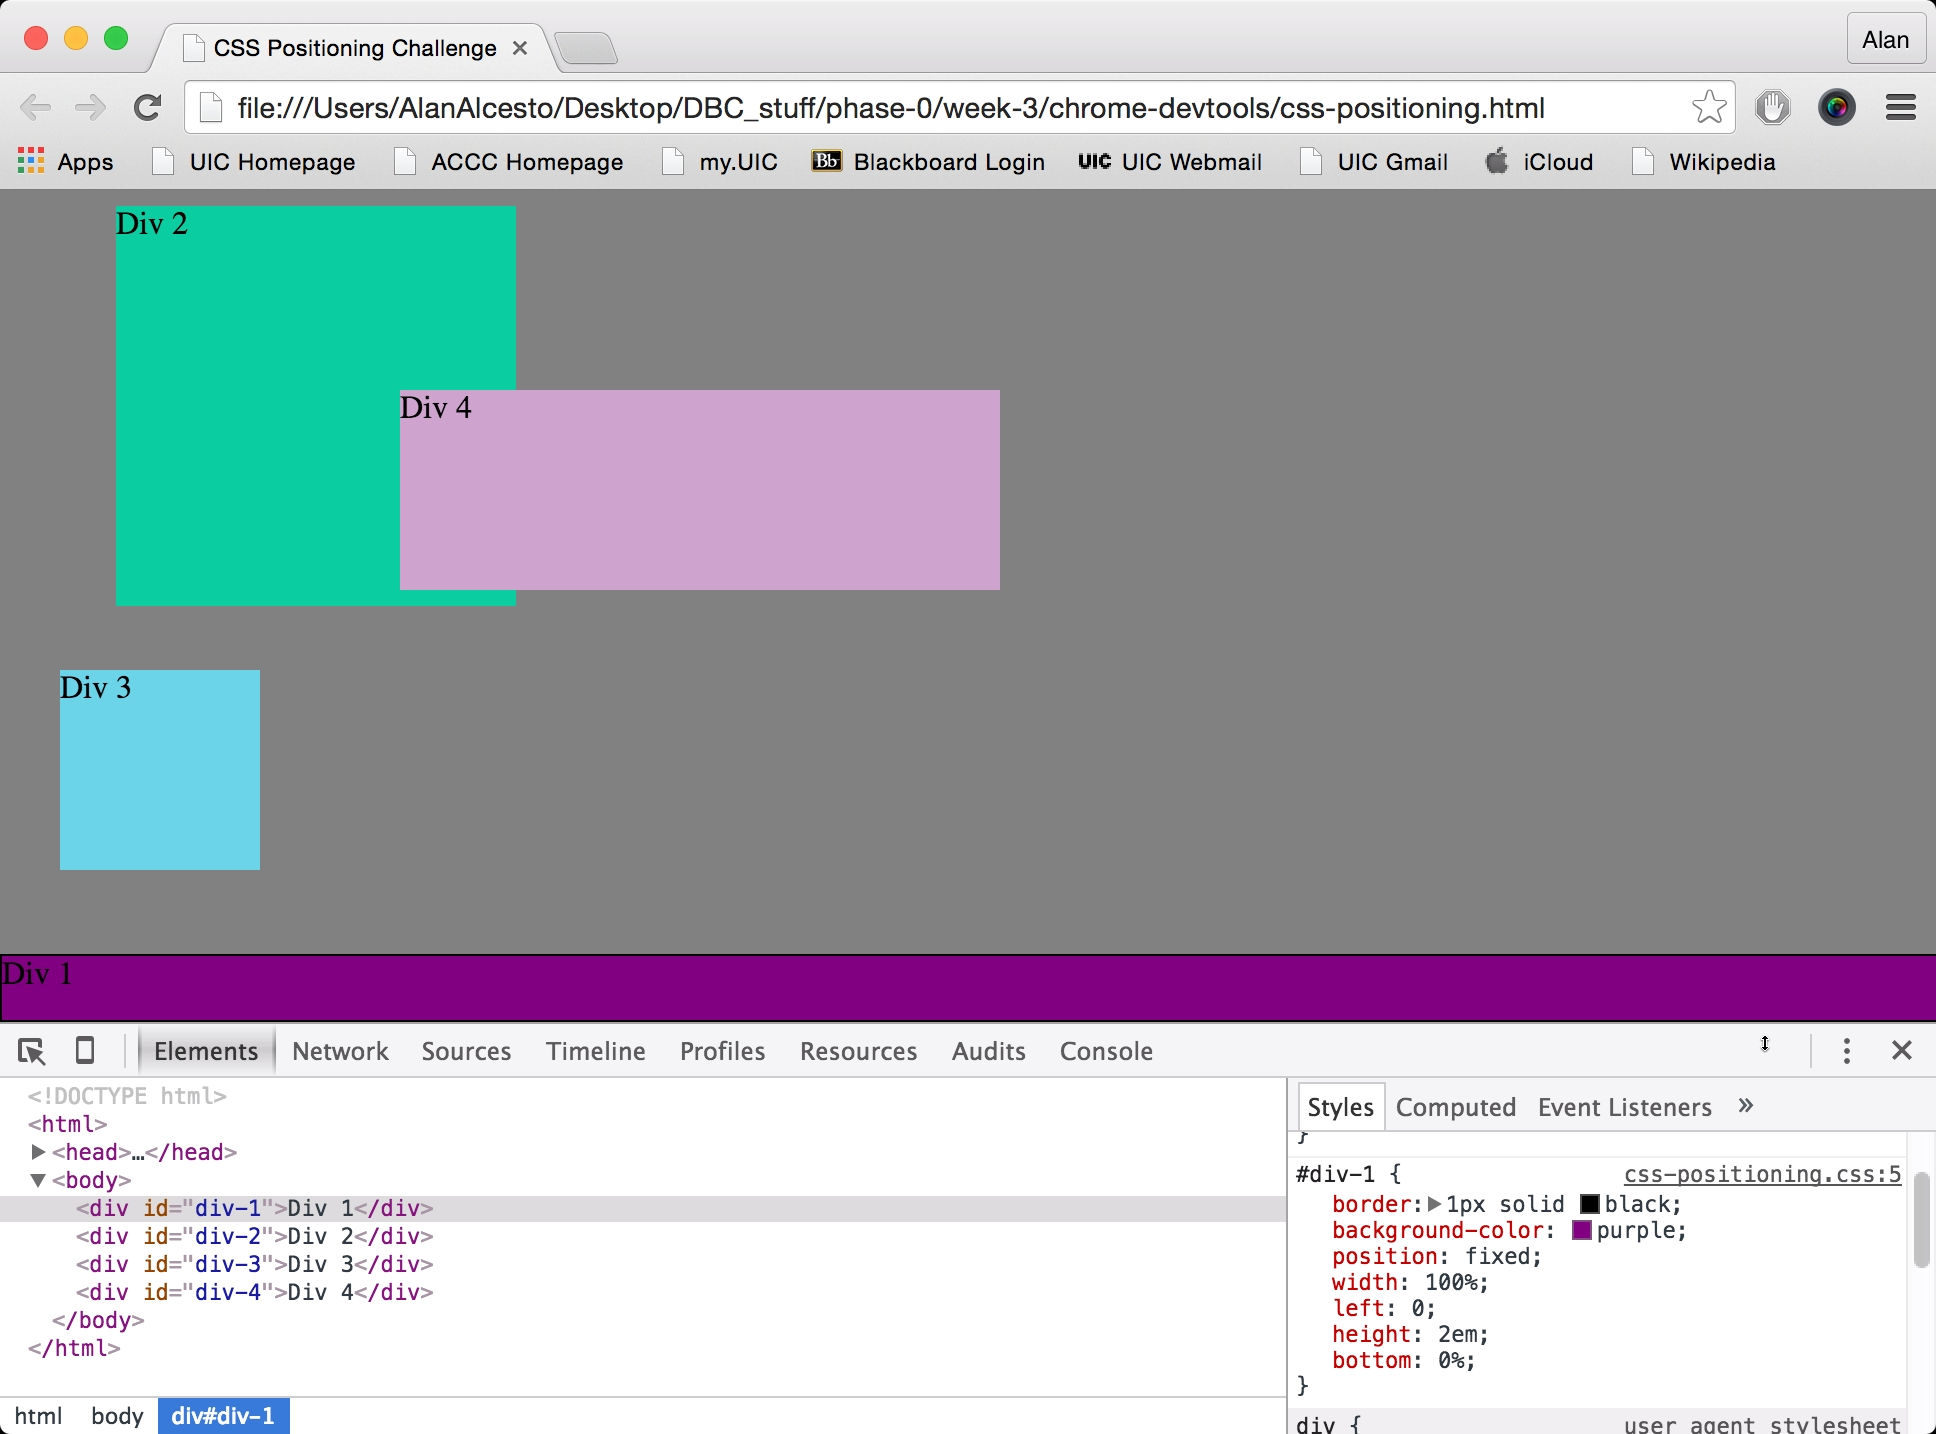 CSS Positioning Challenge
Alan
file:///Users/AlanAlcesto/Desktop/DBC_stuff/phase-0/week-3/chrome-devtools/css-positioning.html
Apps UIC Homepage ACCC Homepage my.UIC Bb Blackboard Login UIC UIC Webmail UIC Gmail iCloud Wikipedia
Div 2
Div 4
Div 3
Div 1
Elements Network Sources Timeline Profiles Resources Audits Console
<!DOCTYPE html>
<html>
<head>…</head>
<body>
<div id="div-1">Div 1</div>
<div id="div-2">Div 2</div>
<div id="div-3">Div 3</div>
<div id="div-4">Div 4</div>
</body>
</html>
html body div#div-1
Styles Computed Event Listeners »
}
#div-1 { css-positioning.css:5
border: 1px solid black;
background-color: purple;
position: fixed;
width: 100%;
left: 0;
height: 2em;
bottom: 0%;
}
div { user agent stylesheet